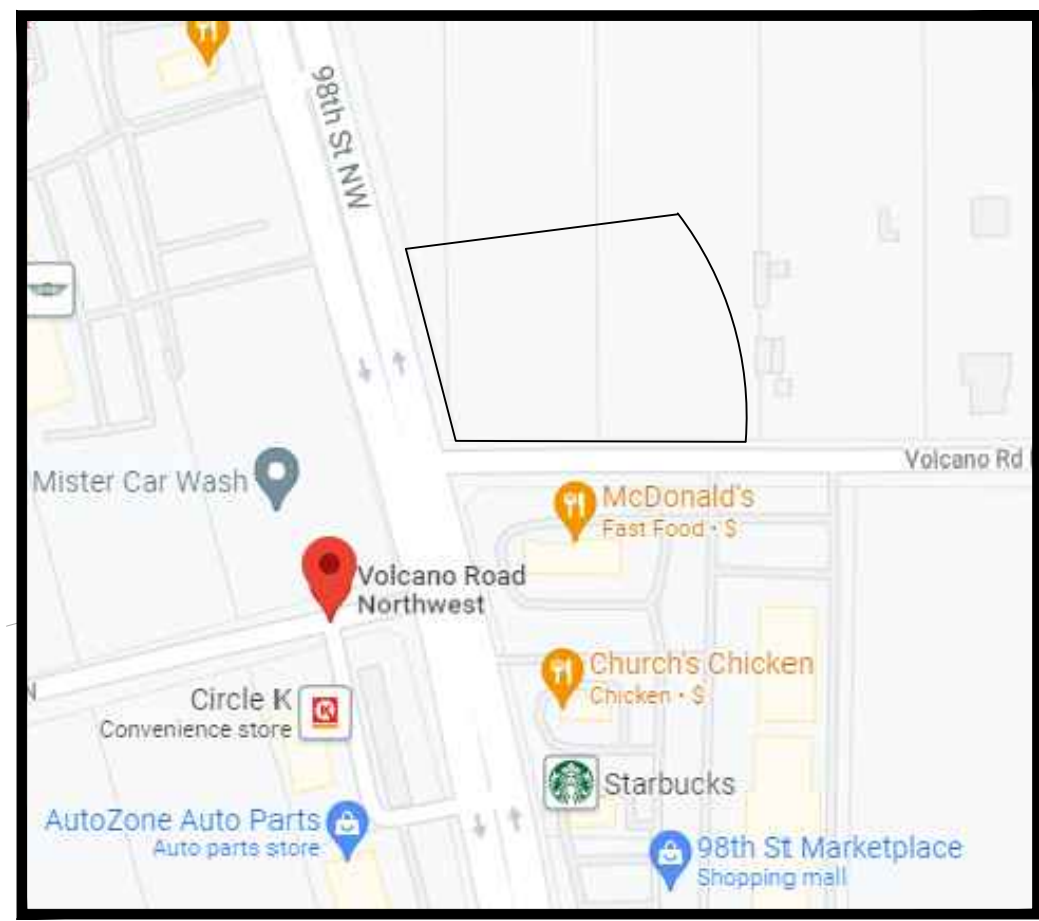 98th St NW
Volcano Rd
Mister Car Wash
McDonald's
Fast Food · $
Volcano Road
Northwest
Church's Chicken
Chicken · $
Circle K
Convenience store
Starbucks
AutoZone Auto Parts
Auto parts store
98th St Marketplace
Shopping mall